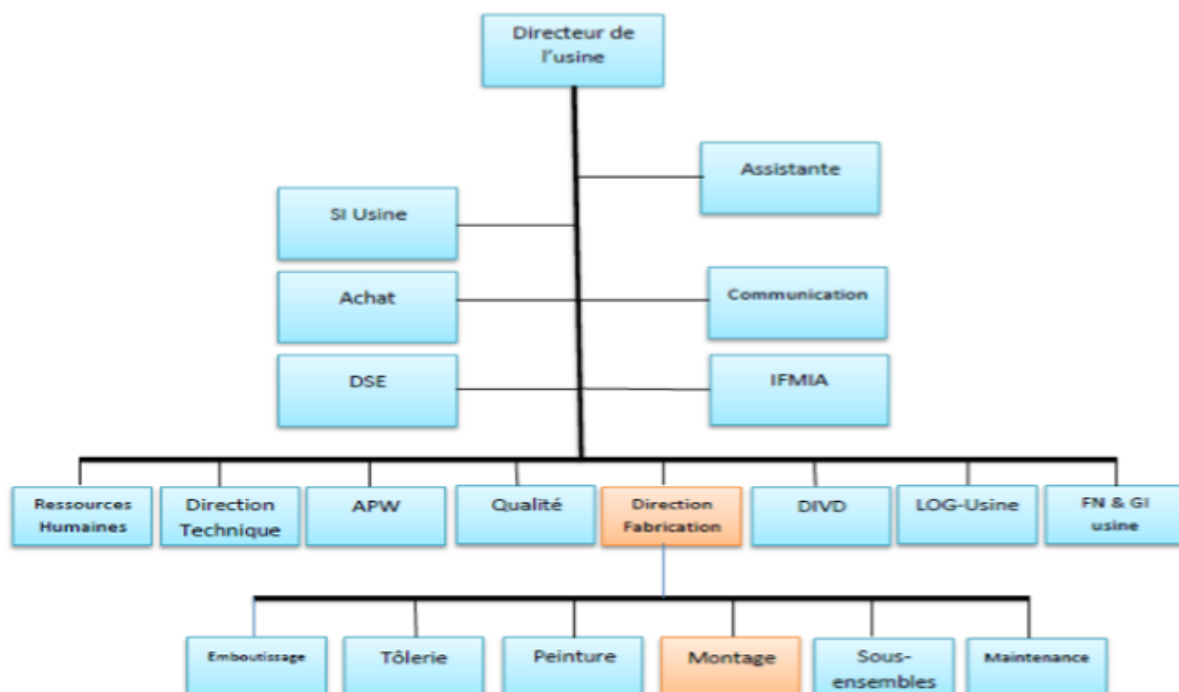 Directeur de
l'usine
Assistante
SI Usine
Achat
Communication
DSE
IFMIA
Ressources
Humaines
Direction
Technique
APW
Qualité
Direction
Fabrication
DIVD
LOG-Usine
FN & GI
usine
Emboutissage
Tôlerie
Peinture
Montage
Sous-
ensembles
Maintenance